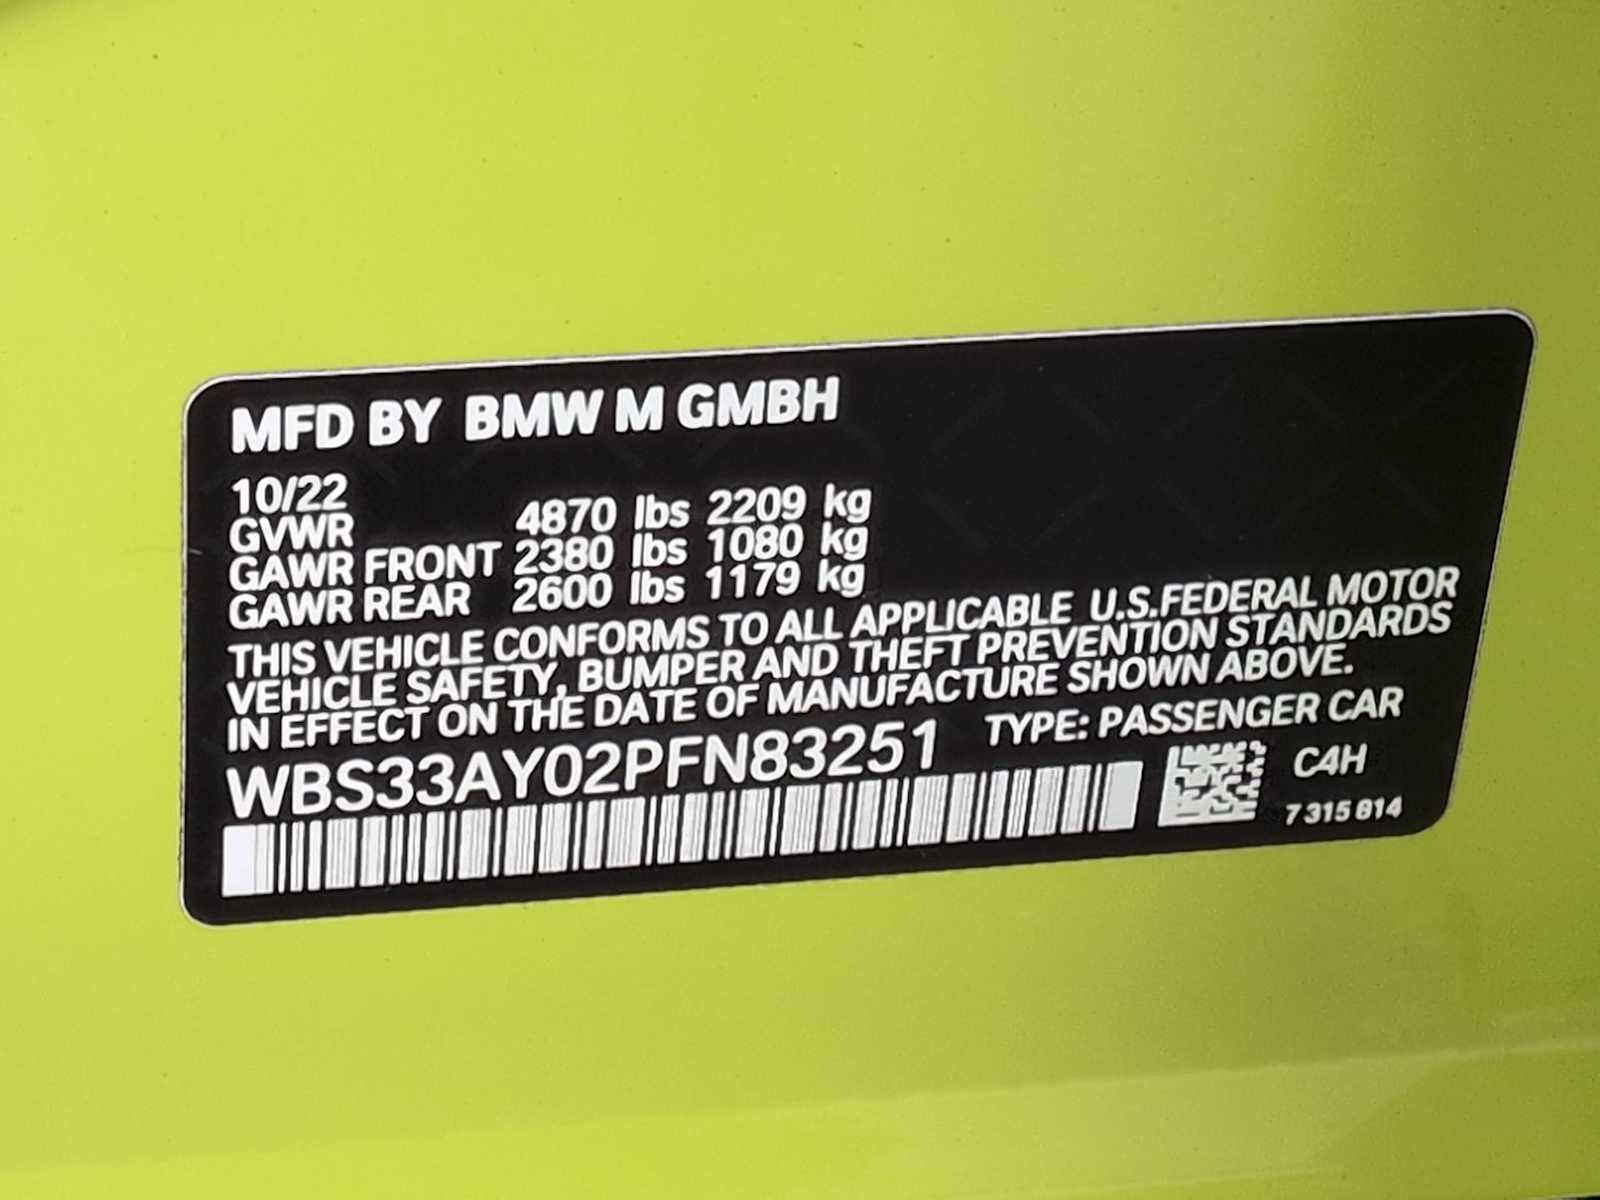 MFD BY BMW M GMBH
10/22
GVWR 4870 lbs 2209 kg
GAWR FRONT 2380 lbs 1080 kg
GAWR REAR 2600 lbs 1179 kg
THIS VEHICLE CONFORMS TO ALL APPLICABLE U.S.FEDERAL MOTOR
VEHICLE SAFETY, BUMPER AND THEFT PREVENTION STANDARDS
IN EFFECT ON THE DATE OF MANUFACTURE SHOWN ABOVE.
WBS33AY02PFN83251 TYPE: PASSENGER CAR
C4H
7 315 814